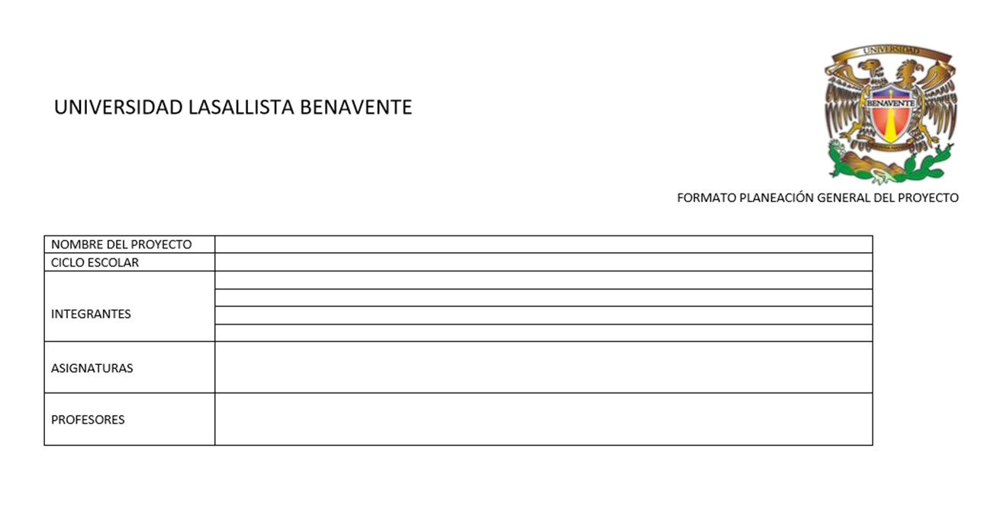 UNIVERSIDAD
BENAVENTE
UNIVERSIDAD LASALLISTA BENAVENTE
FORMATO PLANEACIÓN GENERAL DEL PROYECTO
NOMBRE DEL PROYECTO
CICLO ESCOLAR
INTEGRANTES
ASIGNATURAS
PROFESORES